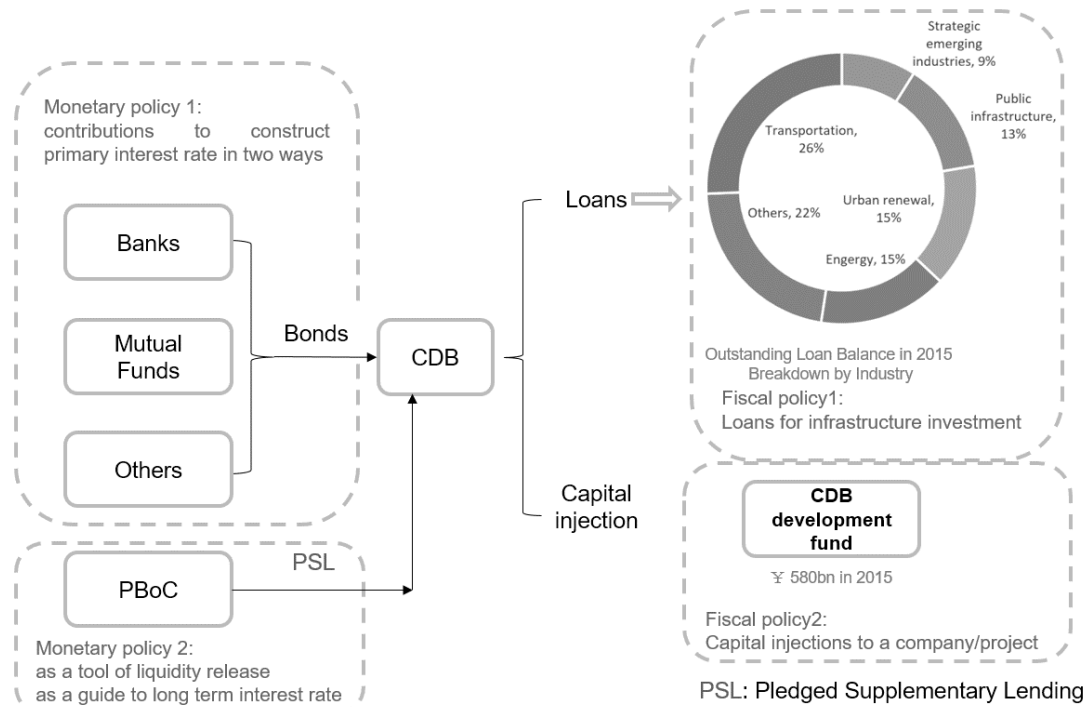 Monetary policy 1:
contributions to construct
primary interest rate in two ways
Banks
Mutual
Funds
Others
Bonds
CDB
PBoC
PSL
Monetary policy 2:
as a tool of liquidity release
as a guide to long term interest rate
Loans
Capital
injection
Strategic
emerging
industries, 9%
Public
infrastructure,
13%
Transportation,
26%
Others, 22%
Urban renewal,
15%
Engergy, 15%
Outstanding Loan Balance in 2015
Breakdown by Industry
Fiscal policy1:
Loans for infrastructure investment
CDB
development
fund
￥ 580bn in 2015
Fiscal policy2:
Capital injections to a company/project
PSL: Pledged Supplementary Lending